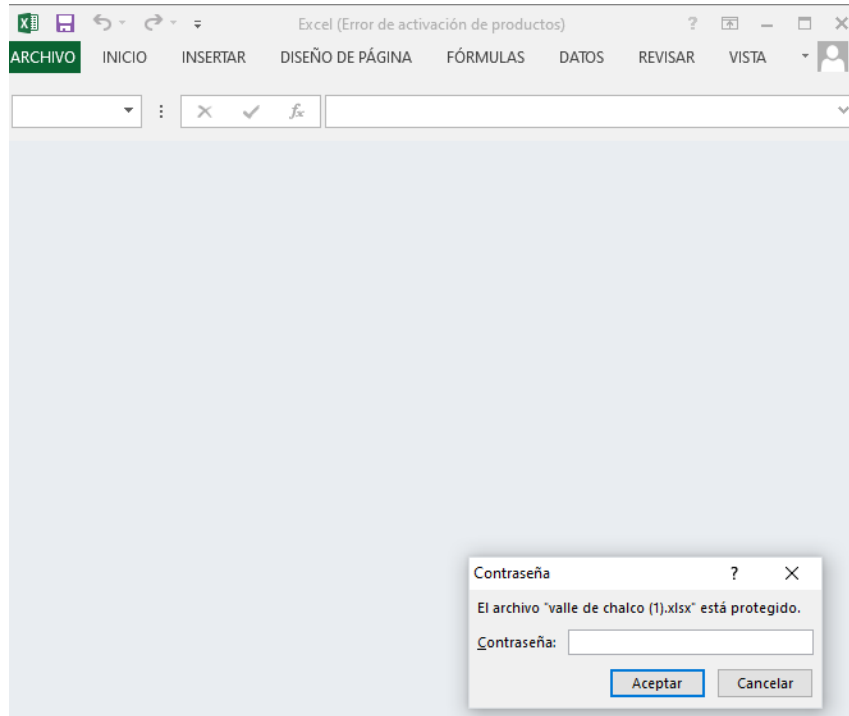 Excel (Error de activación de productos)
ARCHIVO INICIO INSERTAR DISEÑO DE PÁGINA FÓRMULAS DATOS REVISAR VISTA
fx
Contraseña
El archivo "valle de chalco (1).xlsx" está protegido.
Contraseña:
Aceptar Cancelar